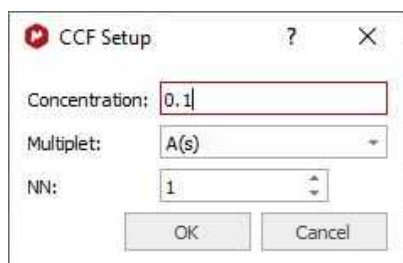 CCF Setup ?
Concentration: 0.1
Multiplet: A(s)
NN: 1
OK Cancel